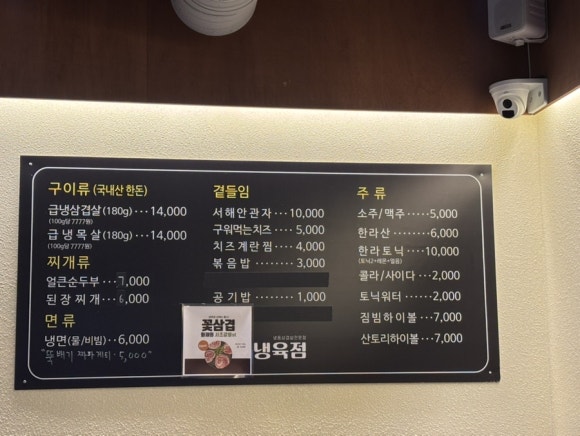 구이류 (국내산 한돈)
급냉삼겹살(180g)···14,000
(100g당 7777원)
급냉목살(180g)···14,000
(100g당 7777원)
찌개류
얼큰순두부···7,000
된장찌개···6,000
면류
냉면(물/비빔)··6,000
"뚝배기 짜파게티·5,000"
곁들임
서해안관자···10,000
구워먹는치즈···5,000
치즈계란찜···4,000
볶음밥···3,000
공기밥···1,000
꽃삼겹
냉육점
주류
소주/맥주·····5,000
한라산·····6,000
한라토닉····10,000
(토닉2+레몬+얼음)
콜라/사이다··2,000
토닉워터····2,000
짐빔하이볼···7,000
산토리하이볼··7,000